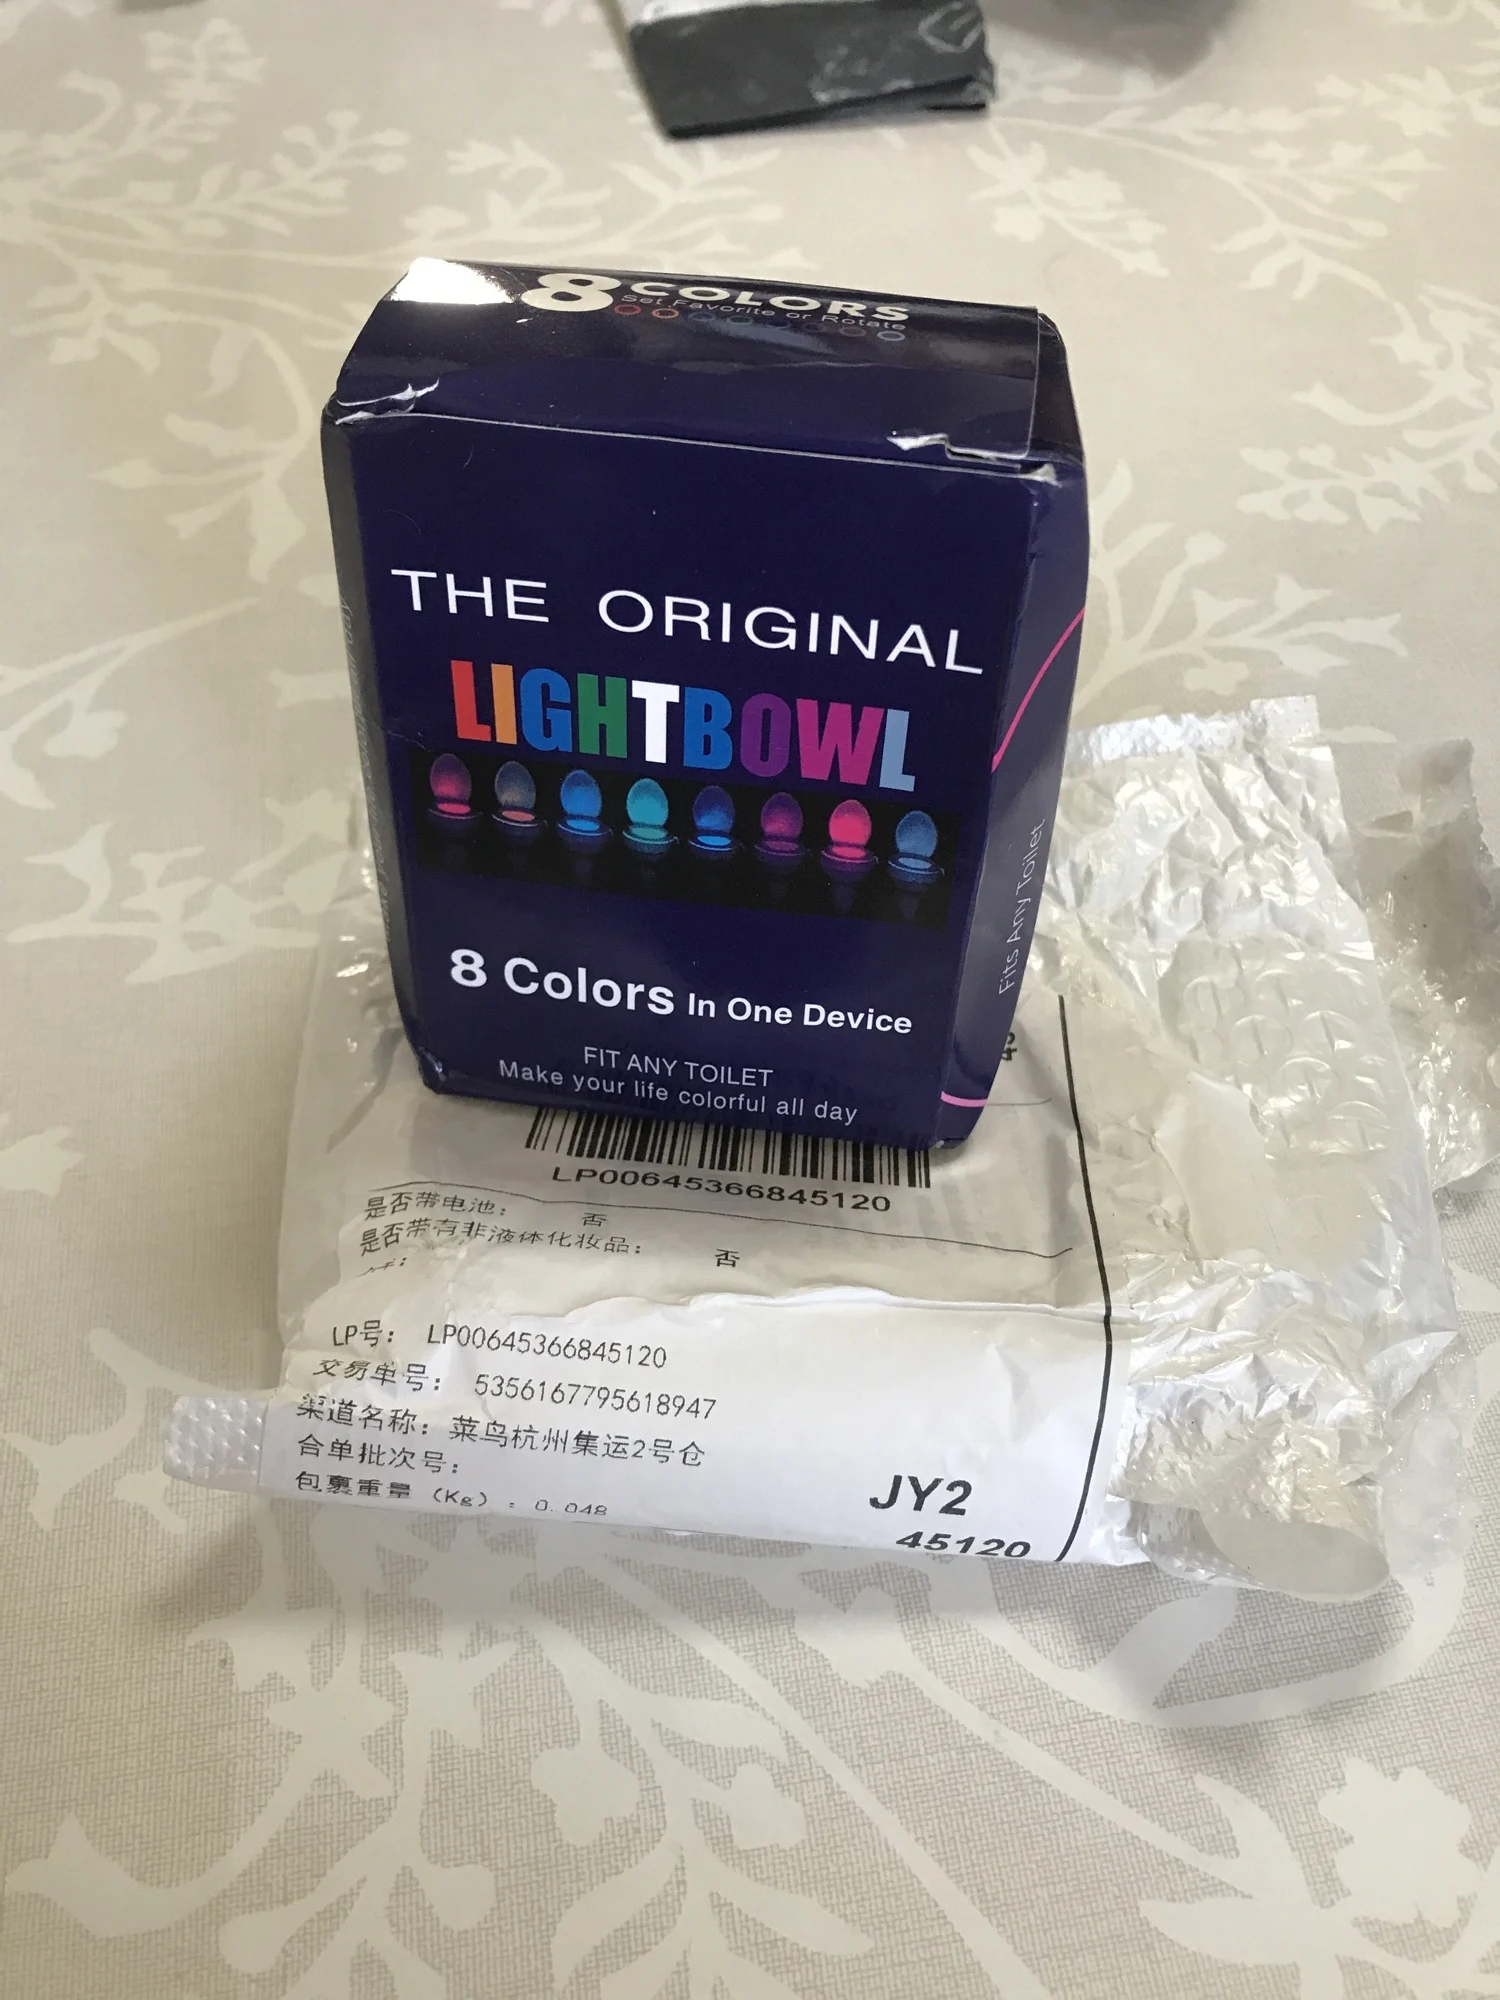 8 COLORS
Set Favorite or Rotate
THE ORIGINAL
LIGHTBOWL
8 Colors In One Device
FIT ANY TOILET
Make your life colorful all day
Fits Any Toilet
LP00645366845120
是否带电池: 否
是否带有非液体化妆品: 否
LP号: LP00645366845120
交易单号: 5356167795618947
渠道名称: 菜鸟杭州集运2号仓
合单批次号:
包裹重量 (Kg) : 0.048
JY2
45120